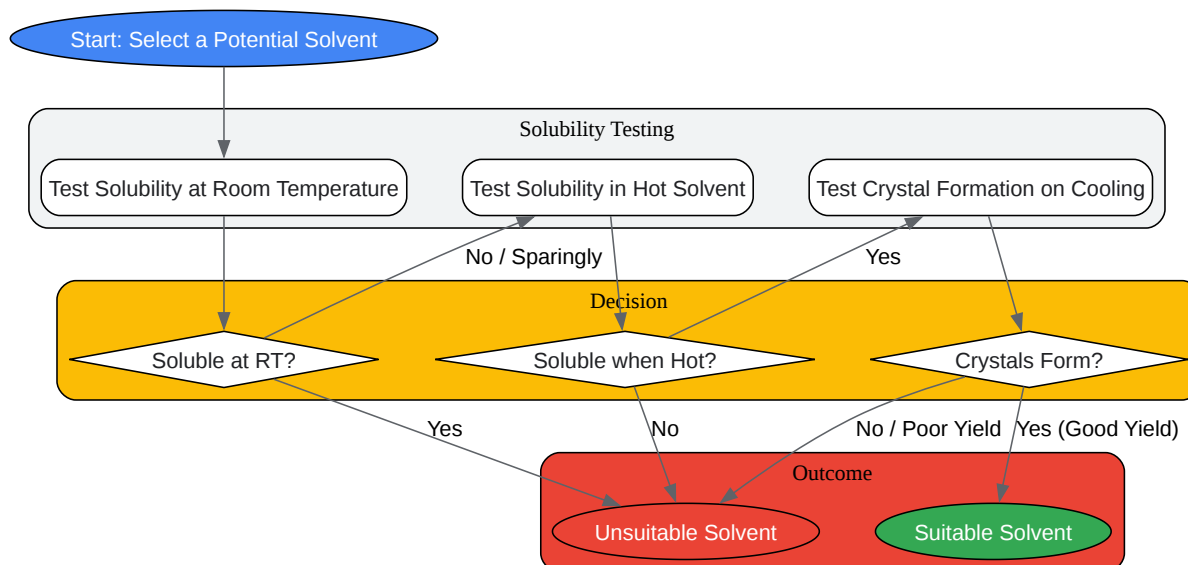 Start: Select a Potential Solvent
Solubility Testing
Test Solubility at Room Temperature
Test Solubility in Hot Solvent
Test Crystal Formation on Cooling
No / Sparingly
Yes
Decision
Soluble at RT?
Soluble when Hot?
Crystals Form?
Yes
No
No / Poor Yield
Yes (Good Yield)
Outcome
Unsuitable Solvent
Suitable Solvent